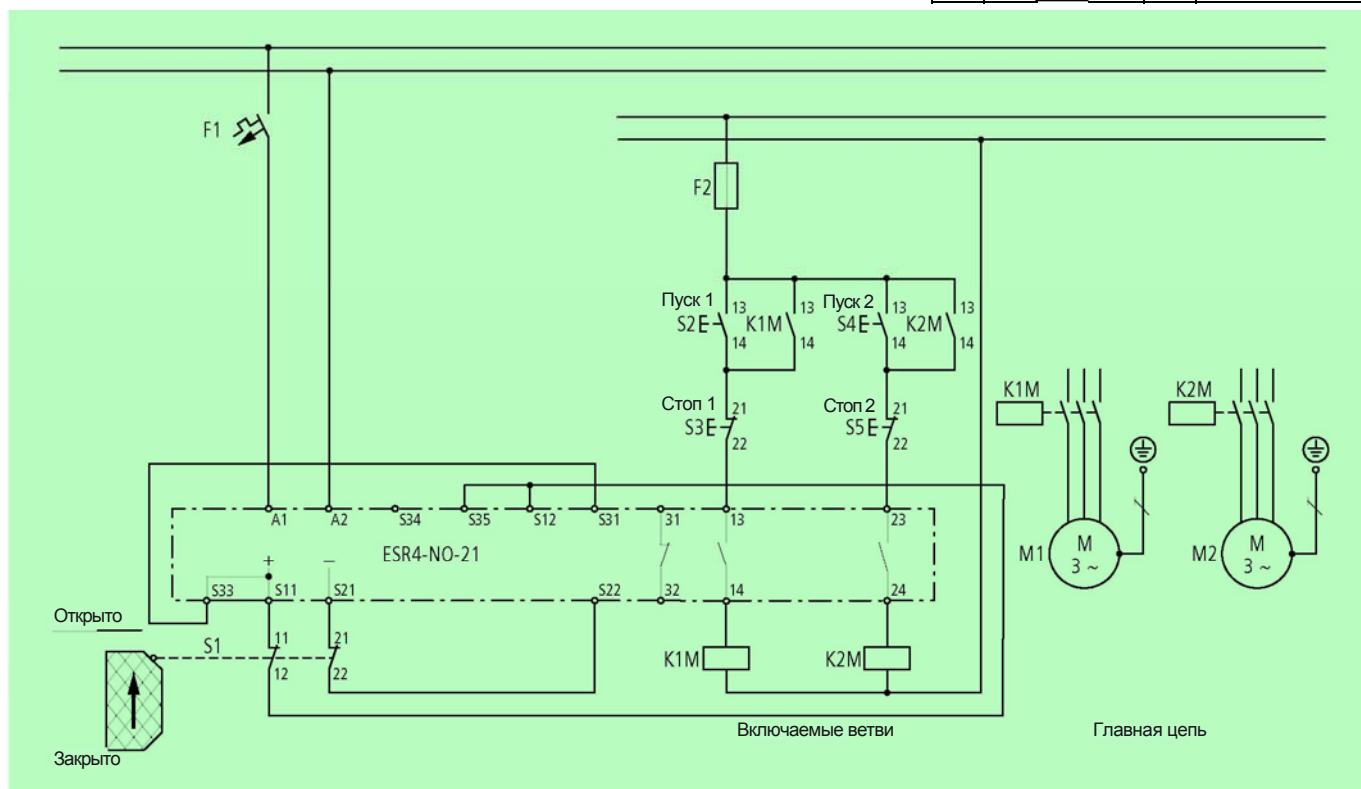 F1
F2
Пуск 1
S2
13
14
K1M
13
14
Пуск 2
S4
13
14
K2M
13
14
Стоп 1
S3
21
22
Стоп 2
S5
21
22
K1M
K2M
A1
A2
S34
S35
S12
S31
31
13
23
ESR4-NO-21
+
−
S33
S11
S21
S22
32
14
24
M1
M
3 ~
M2
M
3 ~
Открыто
S1
11
12
21
22
K1M
K2M
Закрыто
Включаемые ветви
Главная цепь